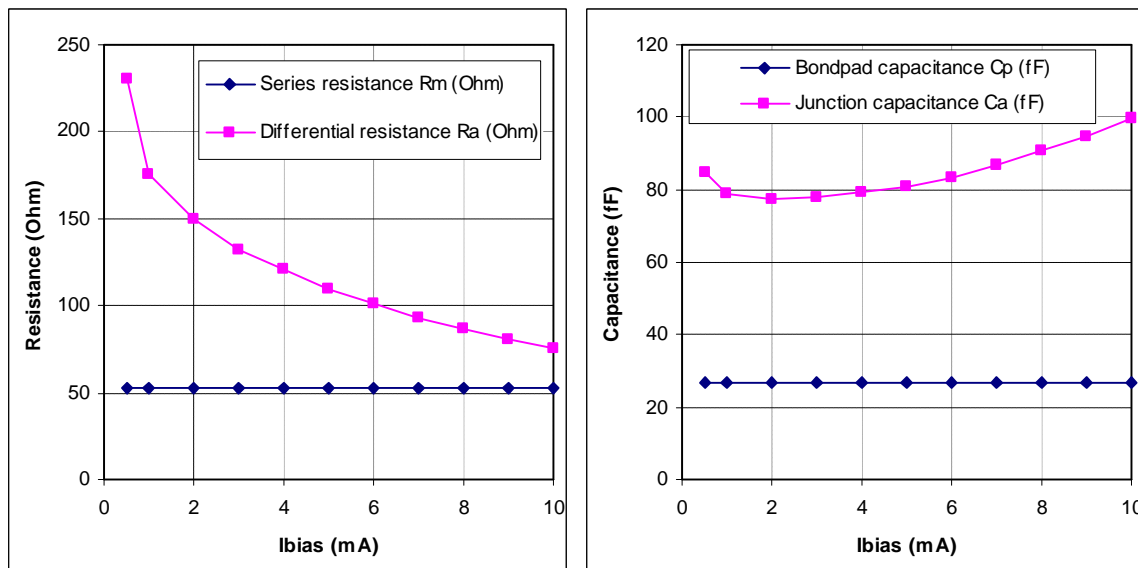 250
200
150
100
50
0
Resistance (Ohm)
Series resistance Rm (Ohm)
Differential resistance Ra (Ohm)
0 2 4 6 8 10
Ibias (mA)
120
100
80
60
40
20
0
Capacitance (fF)
Bondpad capacitance Cp (fF)
Junction capacitance Ca (fF)
0 2 4 6 8 10
Ibias (mA)